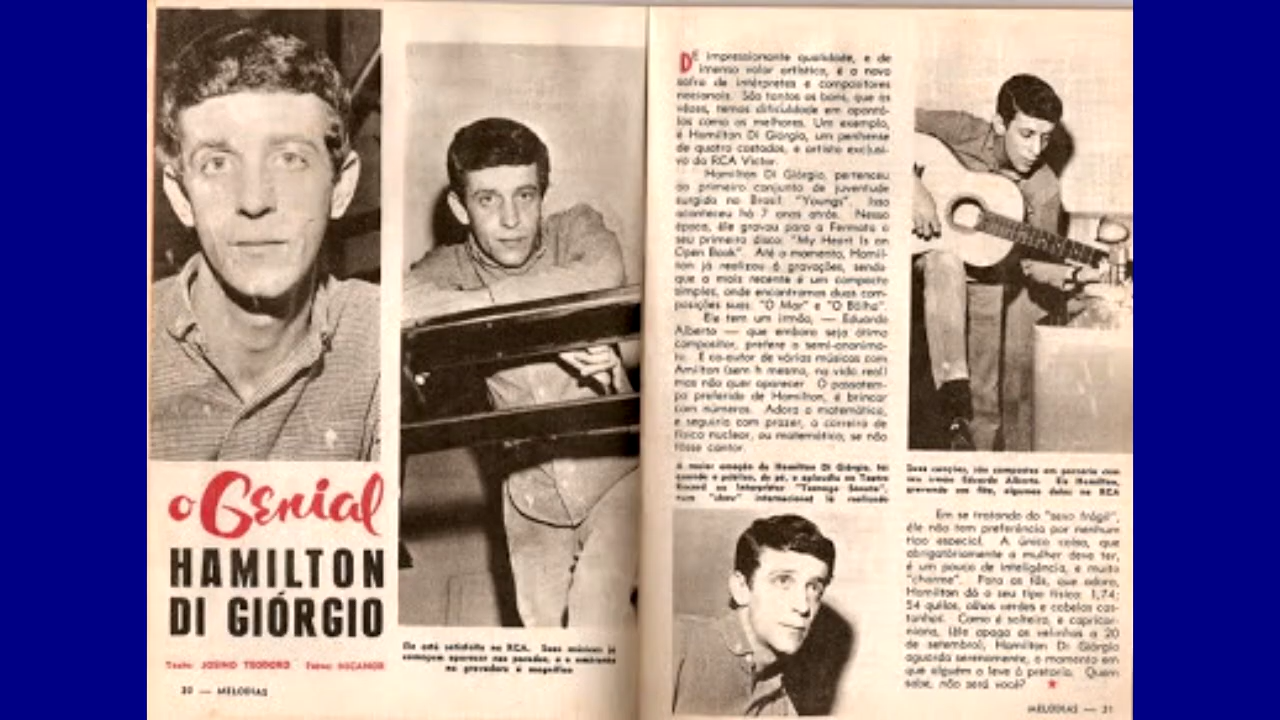 o Genial
HAMILTON
DI GIÓRGIO
Texto: JOSINO TEODORO Fotos: NICANOR
30 — MELODIAS
Ele está satisfeito na RCA. Suas músicas já
começam aparecer nas paradas, e o ambiente
na gravadora é magnífico
DE impressionante qualidade, e de
imenso valor artístico, é a nova
safra de intérpretes e compositores
nacionais. São tantos os bons, que às
vêzes, temos dificuldade em apontá-
los como os melhores. Um exemplo,
é Hamilton Di Giorgio, um penhense
de quatro costados, e artista exclusi-
vo da RCA Victor.
Hamilton Di Giórgio, pertenceu
ao primeiro conjunto de juventude
surgido no Brasil: "Youngs". Isso
aconteceu há 7 anos atrás. Nessa
época, êle gravou para a Fermata o
seu primeiro disco: "My Heart Is an
Open Book". Até o momento, Hamil-
ton já realizou 6 gravações, sendo
que a mais recente é um compacto
simples, onde encontramos duas com-
posições suas: "O Mar" e "O Bôlha".
Ele tem um irmão, — Eduardo
Alberto — que embora seja ótimo
compositor, prefere o semi-anonima-
to. E co-autor de várias músicas com
Amilton (sem h mesmo, na vida real)
mas não quer aparecer. O passatem-
po preferido de Hamilton, é brincar
com números. Adora a matemática,
e seguiria com prazer, a carreira de
física nuclear, ou matemática, se não
fôsse cantor.
A maior emoção de Hamilton Di Giórgio, foi
quando o público, de pé, o aplaudiu no Teatro
Record ao interpretar "Teenage Sonata",
num "show" internacional lá realizado
Suas canções, são compostas em parceria com
seu irmão Eduardo Alberto. Eis Hamilton,
gravando em fita, algumas delas na RCA
Em se tratando do "sexo frágil",
êle não tem preferência por nenhum
tipo especial. A única coisa, que
obrigatòriamente a mulher deve ter,
é um pouco de inteligência, e muito
"charme". Para as fãs, que adora,
Hamilton dá o seu tipo físico: 1,74;
54 quilos, olhos verdes e cabelos cas-
tanhos. Como é solteiro, e capricor-
niano, (êle apaga as velinhas a 20
de setembro), Hamilton Di Giórgio
aguarda serenamente, o momento em
que alguém o leve à pretoria. Quem
sabe, não será você?
MELODIAS — 31